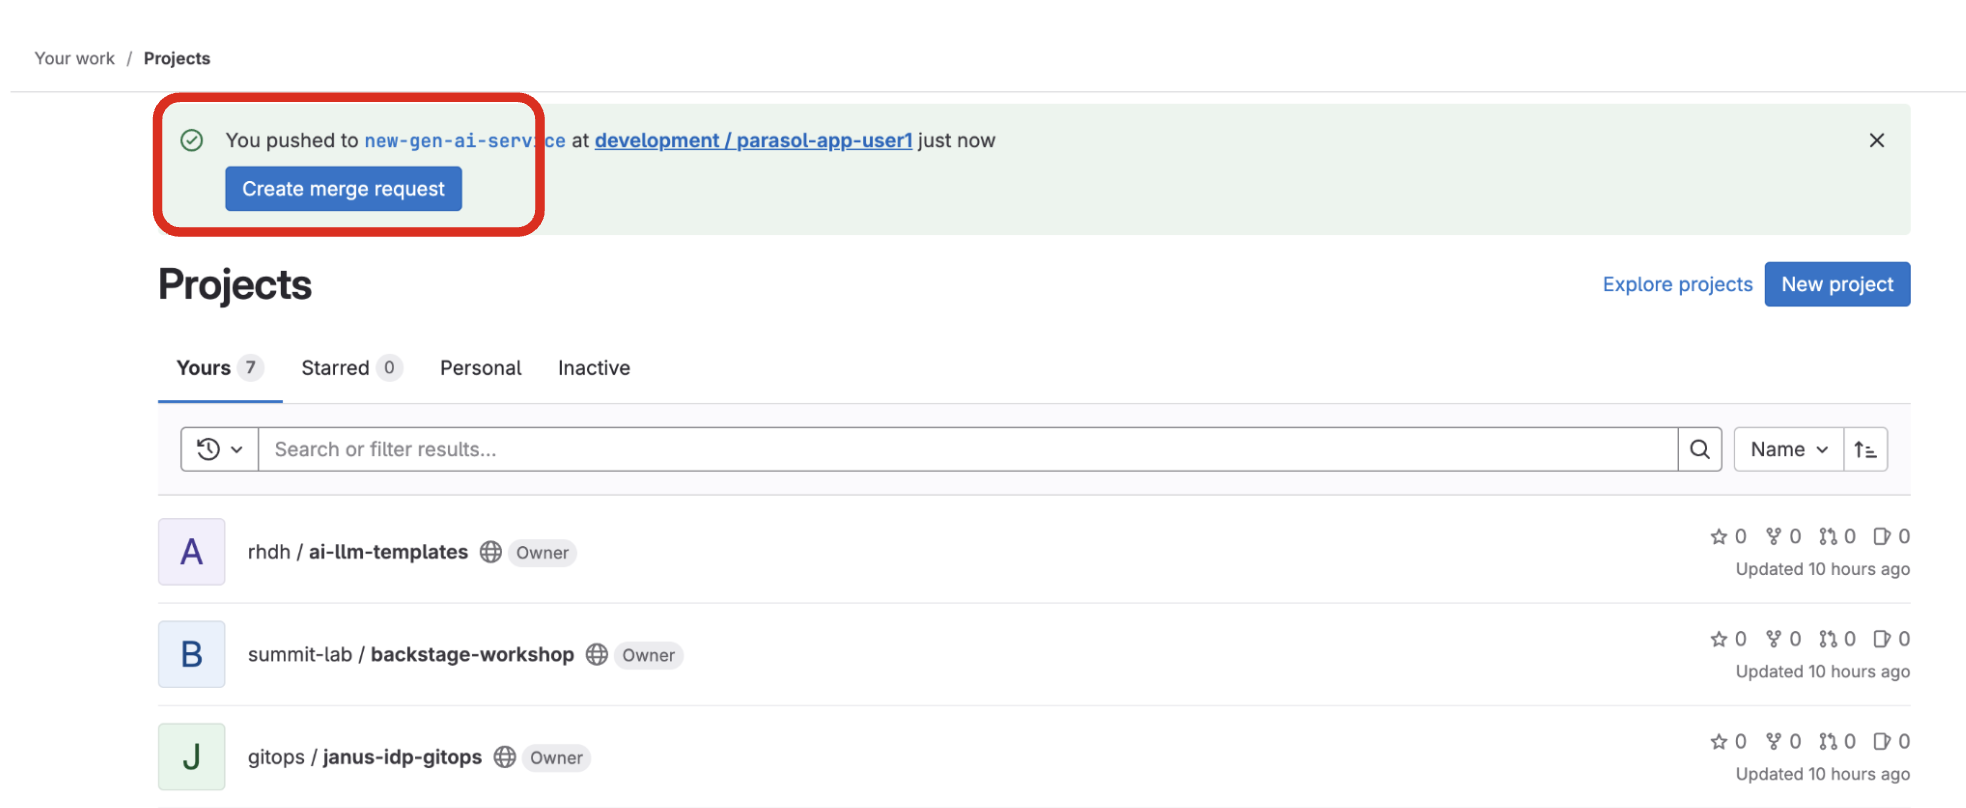 Your work / Projects
You pushed to new-gen-ai-service at development / parasol-app-user1 just now
Create merge request
Projects
Explore projects
New project
Yours 7
Starred 0
Personal
Inactive
Search or filter results...
Name
A
rhdh / ai-llm-templates
Owner
0 0 0 0
Updated 10 hours ago
B
summit-lab / backstage-workshop
Owner
0 0 0 0
Updated 10 hours ago
J
gitops / janus-idp-gitops
Owner
0 0 0 0
Updated 10 hours ago